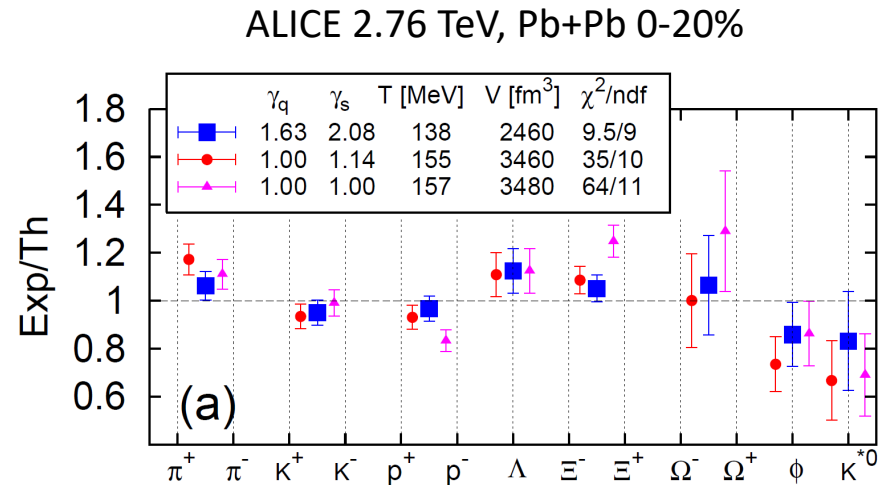 ALICE 2.76 TeV, Pb+Pb 0-20%
γq γs T [MeV] V [fm³] χ²/ndf
1.63 2.08 138 2460 9.5/9
1.00 1.14 155 3460 35/10
1.00 1.00 157 3480 64/11
Exp/Th
1.8
1.6
1.4
1.2
1
0.8
0.6
(a)
π⁺ π⁻ K⁺ K⁻ p⁺ p⁻ Λ Ξ⁻ Ξ⁺ Ω⁻ Ω⁺ ϕ K*⁰